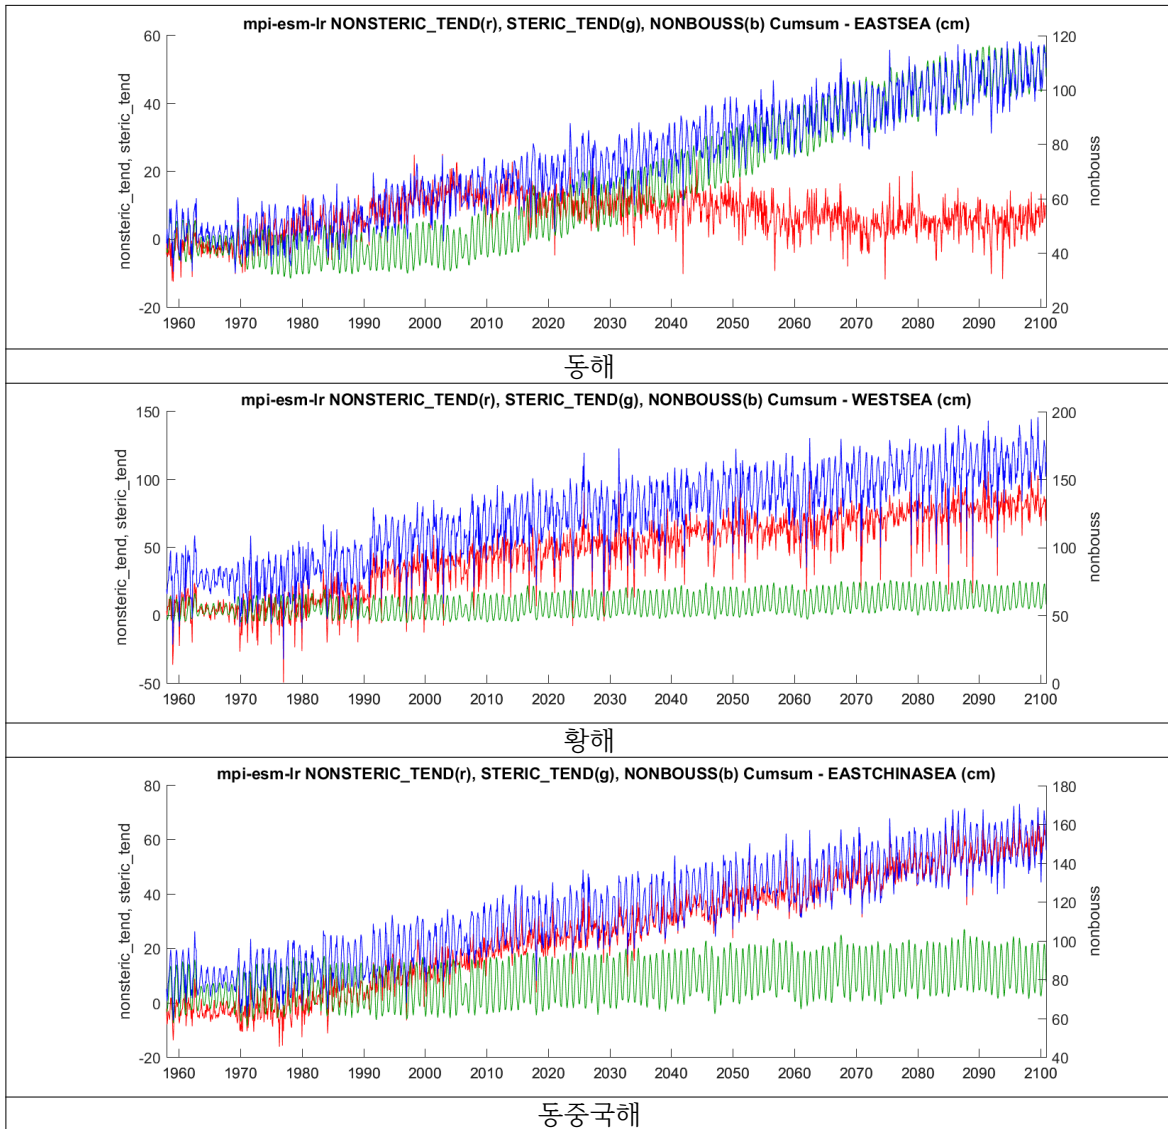 mpi-esm-lr NONSTERIC_TEND(r), STERIC_TEND(g), NONBOUSS(b) Cumsum - EASTSEA (cm)
nonsteric_tend, steric_tend
60
40
20
0
-20
120
100
80
60
40
20
nonbouss
1960 1970 1980 1990 2000 2010 2020 2030 2040 2050 2060 2070 2080 2090 2100
동해
mpi-esm-lr NONSTERIC_TEND(r), STERIC_TEND(g), NONBOUSS(b) Cumsum - WESTSEA (cm)
nonsteric_tend, steric_tend
150
100
50
0
-50
200
150
100
50
0
nonbouss
1960 1970 1980 1990 2000 2010 2020 2030 2040 2050 2060 2070 2080 2090 2100
황해
mpi-esm-lr NONSTERIC_TEND(r), STERIC_TEND(g), NONBOUSS(b) Cumsum - EASTCHINASEA (cm)
nonsteric_tend, steric_tend
80
60
40
20
0
-20
180
160
140
120
100
80
60
40
nonbouss
1960 1970 1980 1990 2000 2010 2020 2030 2040 2050 2060 2070 2080 2090 2100
동중국해